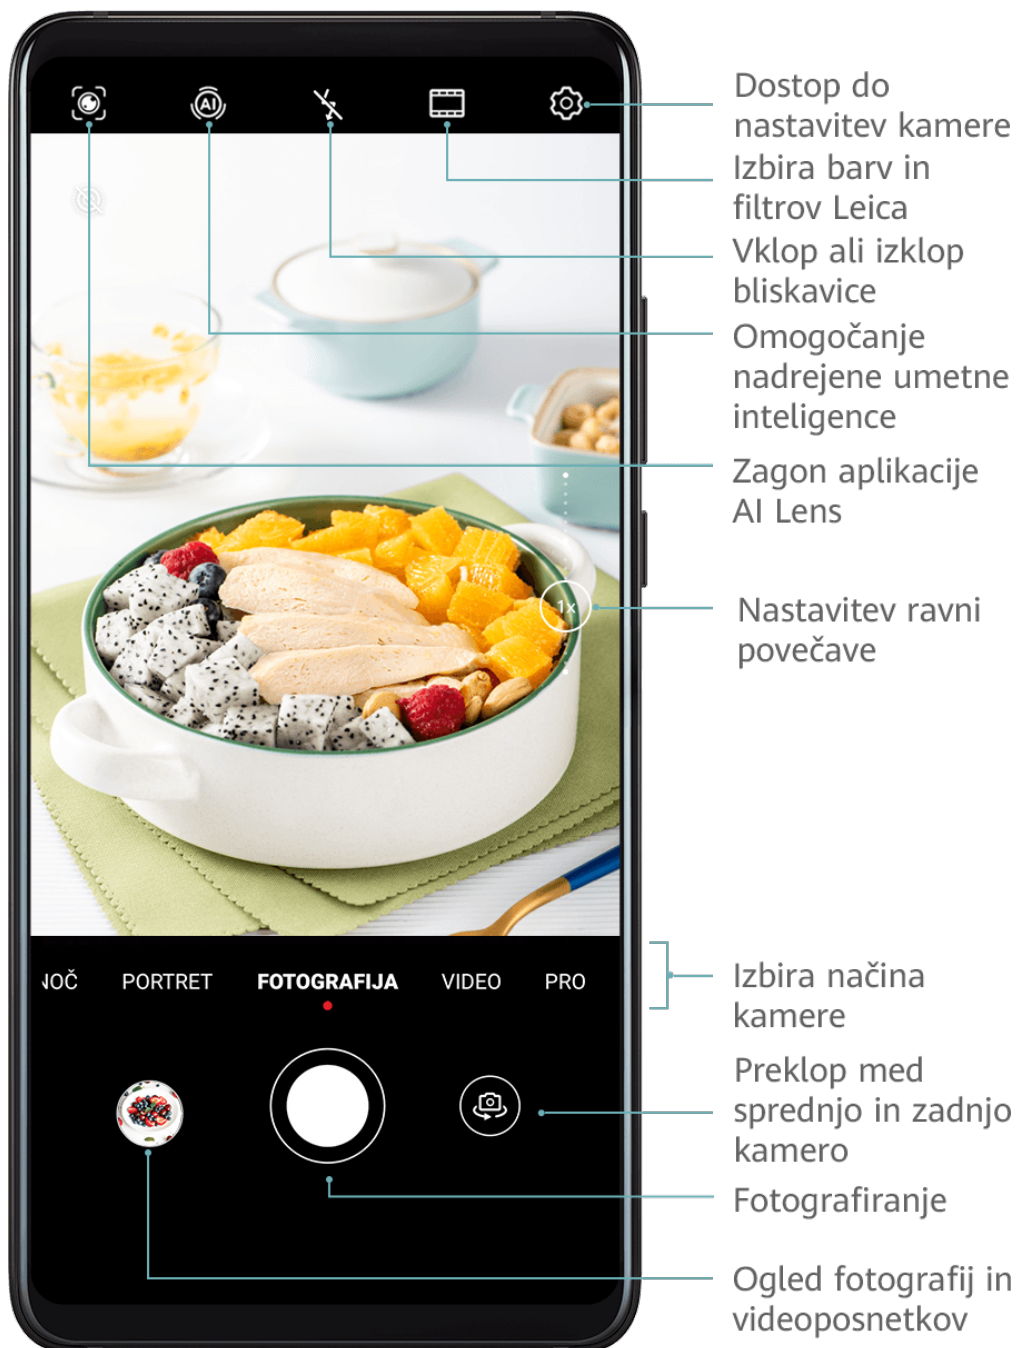 AI
Dostop do
nastavitev kamere
Izbira barv in
filtrov Leica
Vklop ali izklop
bliskavice
Omogočanje
nadrejene umetne
inteligence
Zagon aplikacije
AI Lens
1x
Nastavitev ravni
povečave
NOČ PORTRET FOTOGRAFIJA VIDEO PRO
Izbira načina
kamere
Preklop med
sprednjo in zadnjo
kamero
Fotografiranje
Ogled fotografij in
videoposnetkov